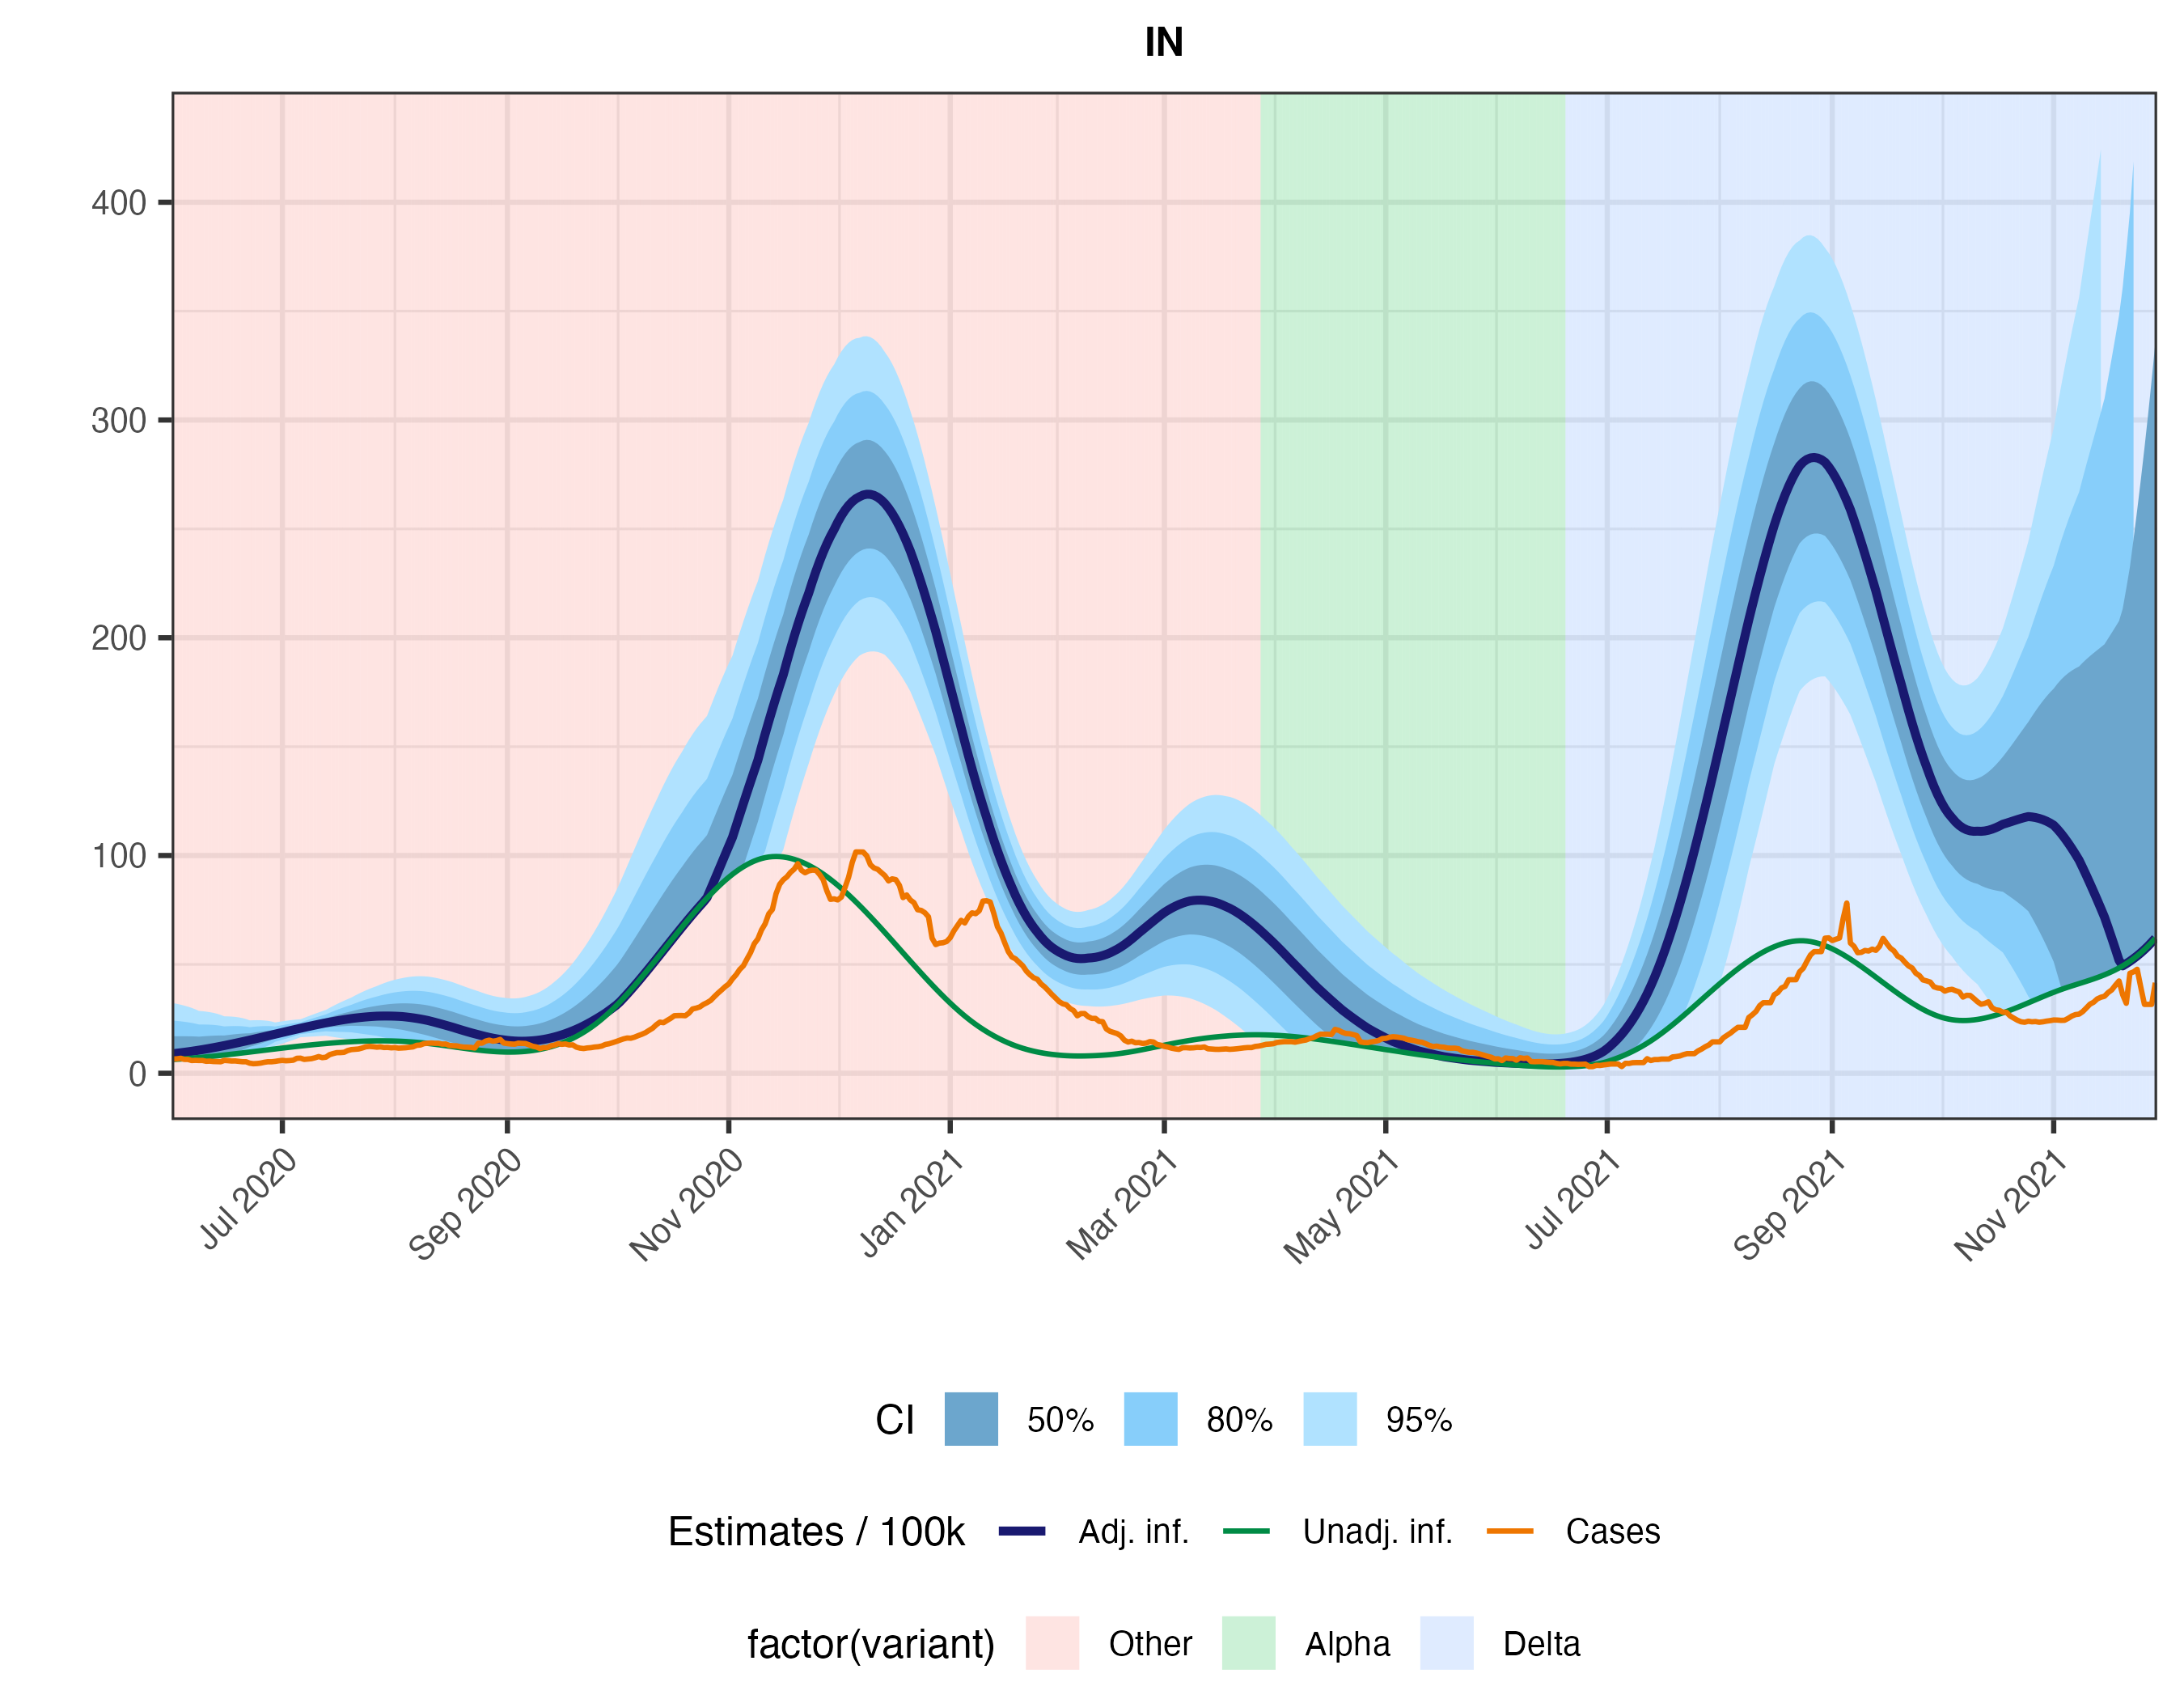 IN
400
300
200
100
0
Jul 2020
Sep 2020
Nov 2020
Jan 2021
Mar 2021
May 2021
Jul 2021
Sep 2021
Nov 2021
CI 50% 80% 95%
Estimates / 100k Adj. inf. Unadj. inf. Cases
factor(variant) Other Alpha Delta